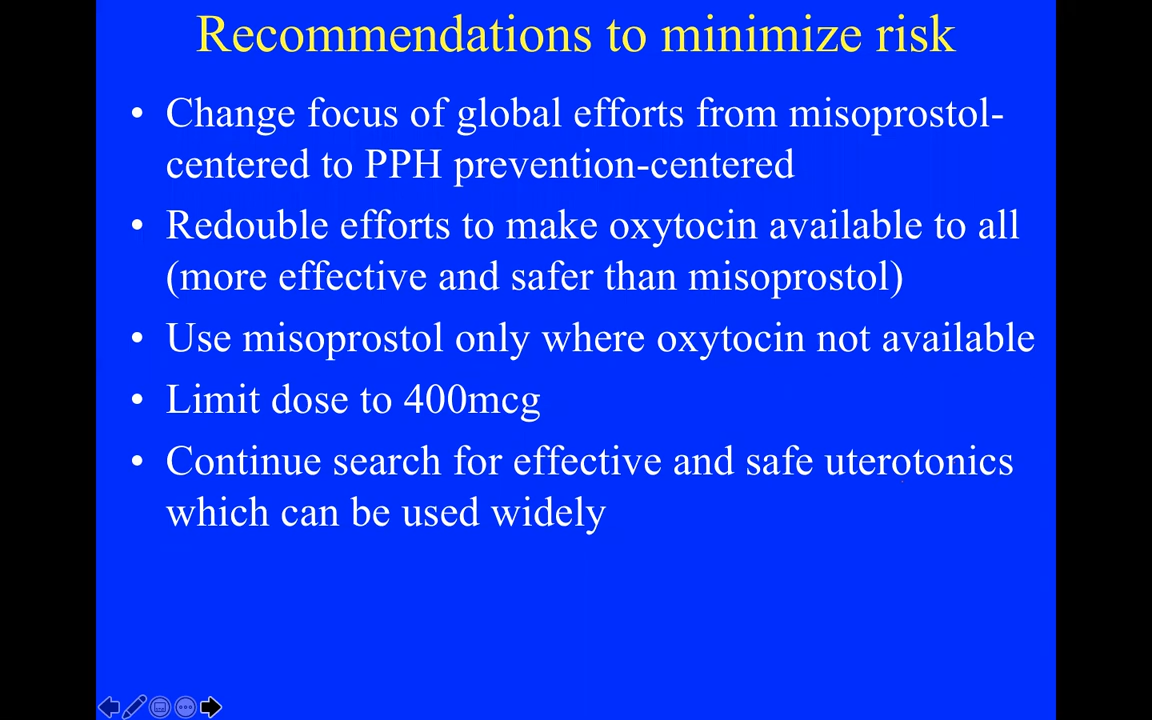 Recommendations to minimize risk
• Change focus of global efforts from misoprostol-
centered to PPH prevention-centered
• Redouble efforts to make oxytocin available to all
(more effective and safer than misoprostol)
• Use misoprostol only where oxytocin not available
• Limit dose to 400mcg
• Continue search for effective and safe uterotonics
which can be used widely